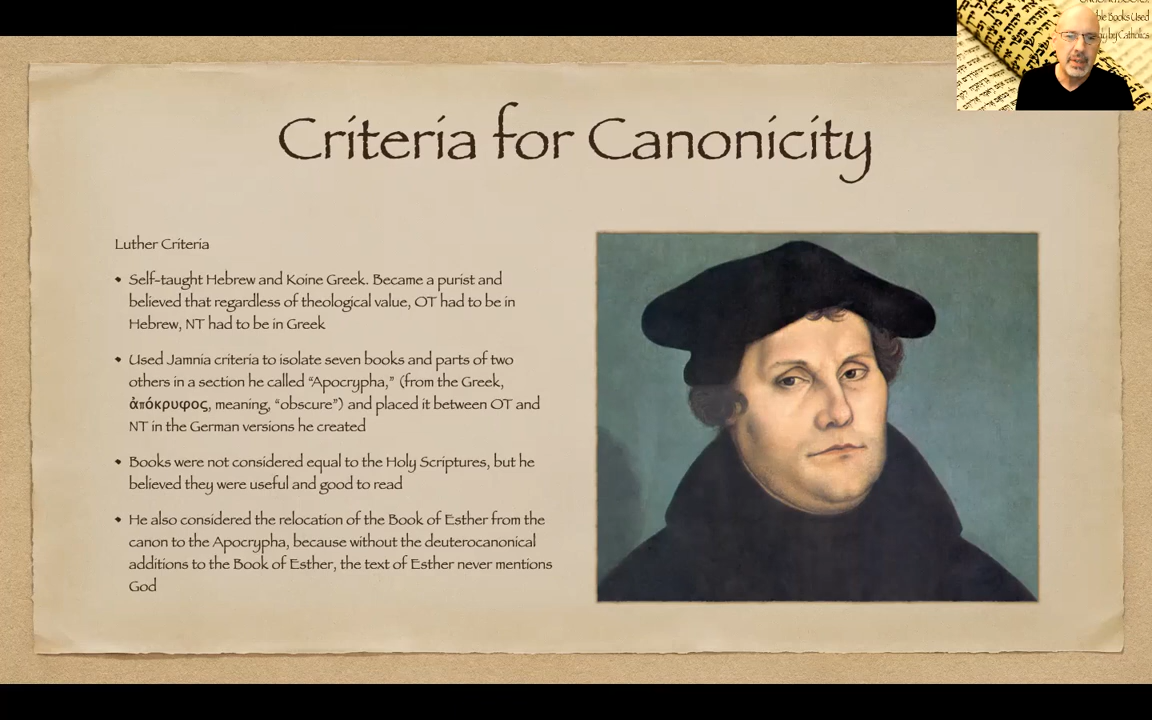 ble Books Used
by Catholics
Criteria for Canonicity
Luther Criteria
• Self-taught Hebrew and Koine Greek. Became a purist and
believed that regardless of theological value, OT had to be in
Hebrew, NT had to be in Greek
• Used Jamnia criteria to isolate seven books and parts of two
others in a section he called “Apocrypha,” (from the Greek,
ἀπόκρυφος, meaning, “obscure”) and placed it between OT and
NT in the German versions he created
• Books were not considered equal to the Holy Scriptures, but he
believed they were useful and good to read
• He also considered the relocation of the Book of Esther from the
canon to the Apocrypha, because without the deuterocanonical
additions to the Book of Esther, the text of Esther never mentions
God